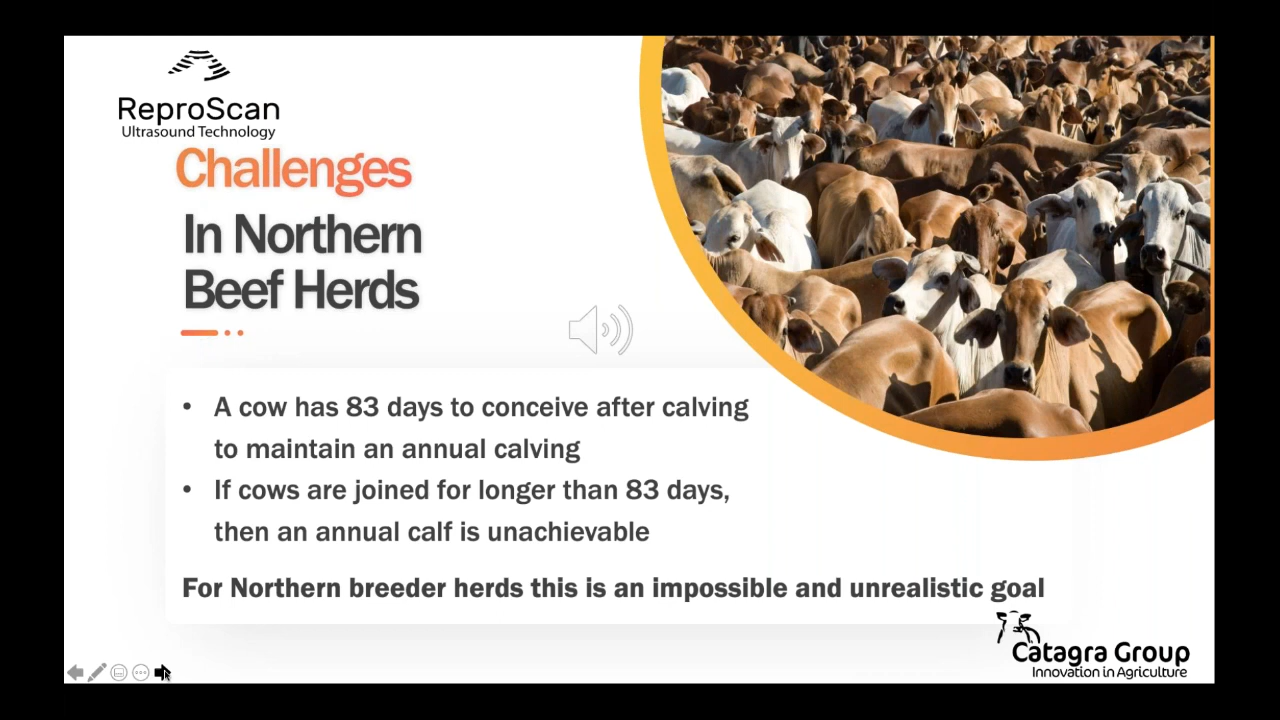 ReproScan
Ultrasound Technology
Challenges
In Northern
Beef Herds
• A cow has 83 days to conceive after calving
to maintain an annual calving
• If cows are joined for longer than 83 days,
then an annual calf is unachievable
For Northern breeder herds this is an impossible and unrealistic goal
Catagra Group
Innovation in Agriculture